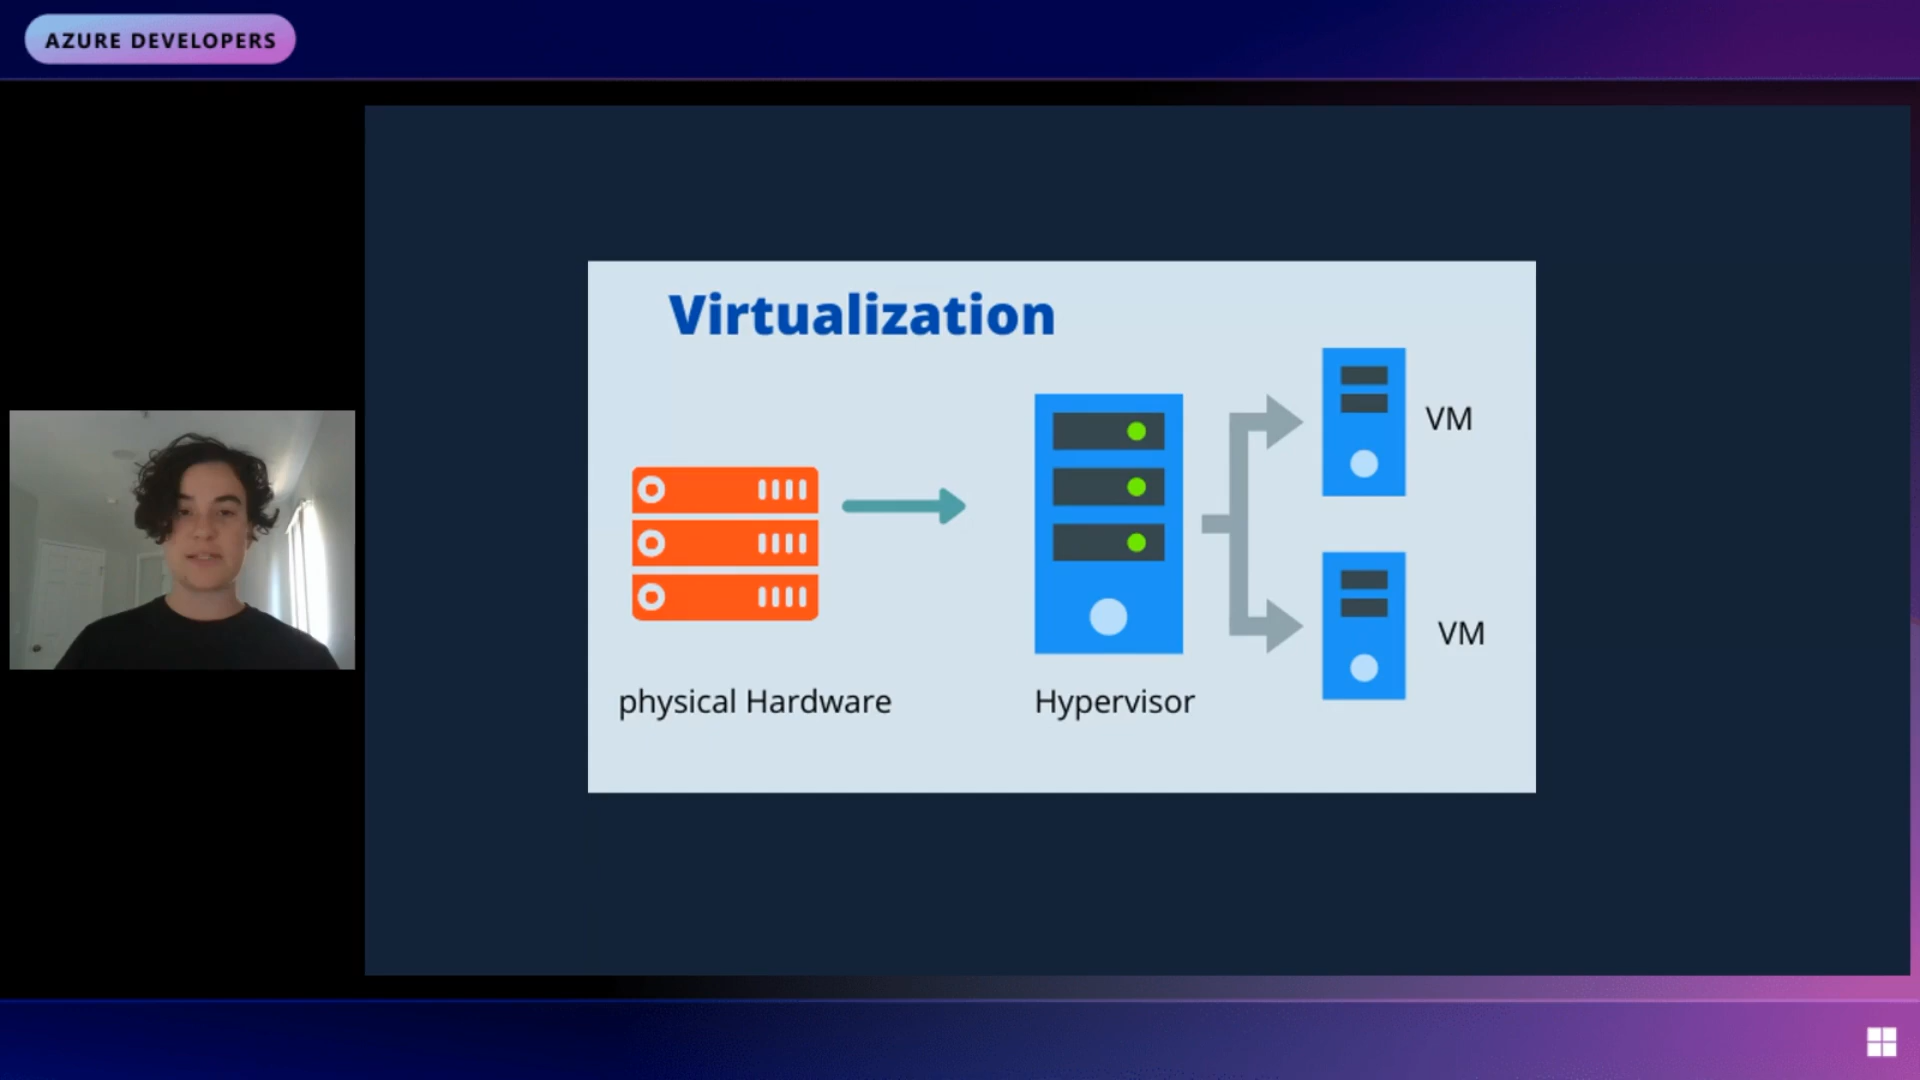 AZURE DEVELOPERS
Virtualization
VM
VM
physical Hardware
Hypervisor